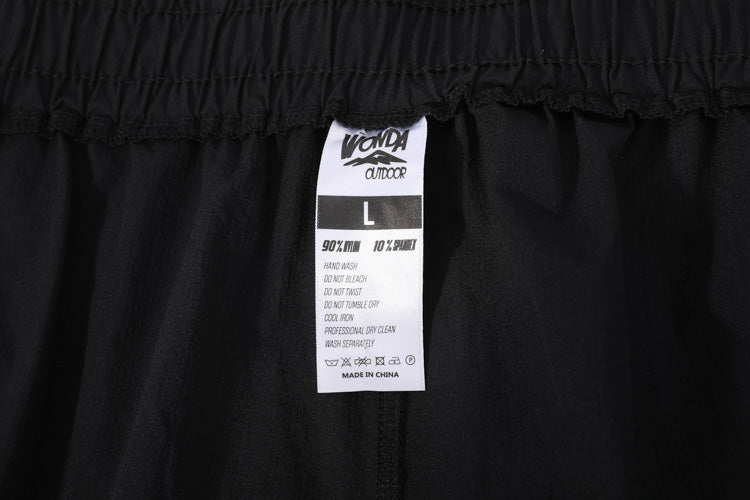 WONDA
OUTDOOR
L
90% NYLON 10% SPANDEX
HAND WASH
DO NOT BLEACH
DO NOT TWIST
DO NOT TUMBLE DRY
COOL IRON
PROFESSIONAL DRY CLEAN
WASH SEPARATELY
P
MADE IN CHINA